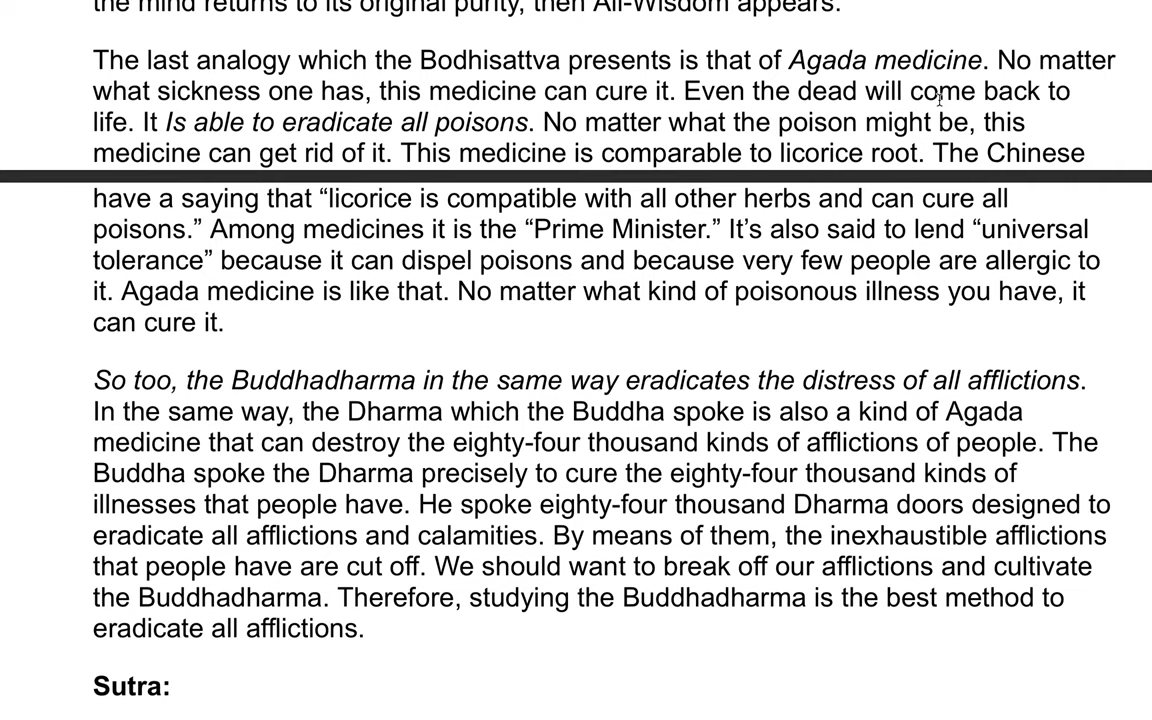 the mind returns to its original purity, then All-Wisdom appears.
The last analogy which the Bodhisattva presents is that of Agada medicine. No matter
what sickness one has, this medicine can cure it. Even the dead will come back to
life. It Is able to eradicate all poisons. No matter what the poison might be, this
medicine can get rid of it. This medicine is comparable to licorice root. The Chinese
have a saying that “licorice is compatible with all other herbs and can cure all
poisons.” Among medicines it is the “Prime Minister.” It’s also said to lend “universal
tolerance” because it can dispel poisons and because very few people are allergic to
it. Agada medicine is like that. No matter what kind of poisonous illness you have, it
can cure it.
So too, the Buddhadharma in the same way eradicates the distress of all afflictions.
In the same way, the Dharma which the Buddha spoke is also a kind of Agada
medicine that can destroy the eighty-four thousand kinds of afflictions of people. The
Buddha spoke the Dharma precisely to cure the eighty-four thousand kinds of
illnesses that people have. He spoke eighty-four thousand Dharma doors designed to
eradicate all afflictions and calamities. By means of them, the inexhaustible afflictions
that people have are cut off. We should want to break off our afflictions and cultivate
the Buddhadharma. Therefore, studying the Buddhadharma is the best method to
eradicate all afflictions.
Sutra: